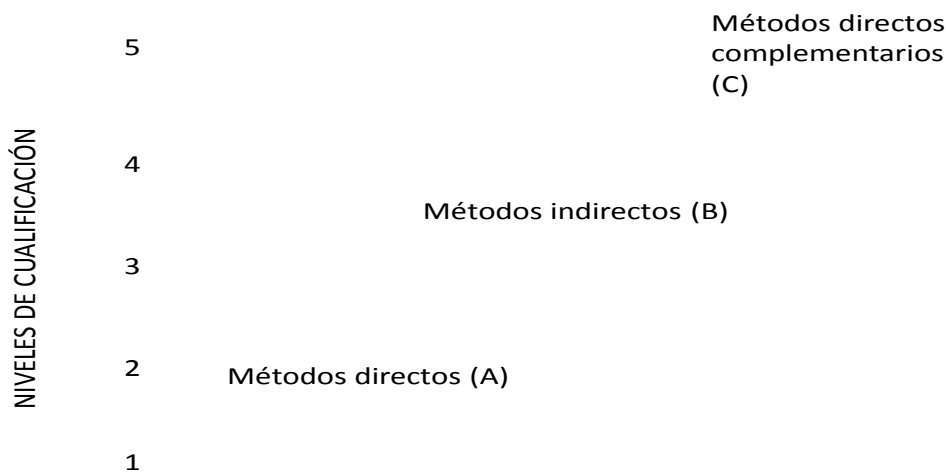 Métodos directos
complementarios
(C)
5
4
Métodos indirectos (B)
3
2
Métodos directos (A)
1
NIVELES DE CUALIFICACIÓN